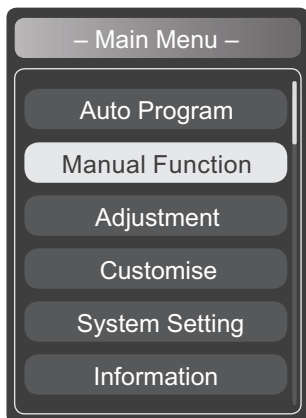 – Main Menu –
Auto Program
Manual Function
Adjustment
Customise
System Setting
Information